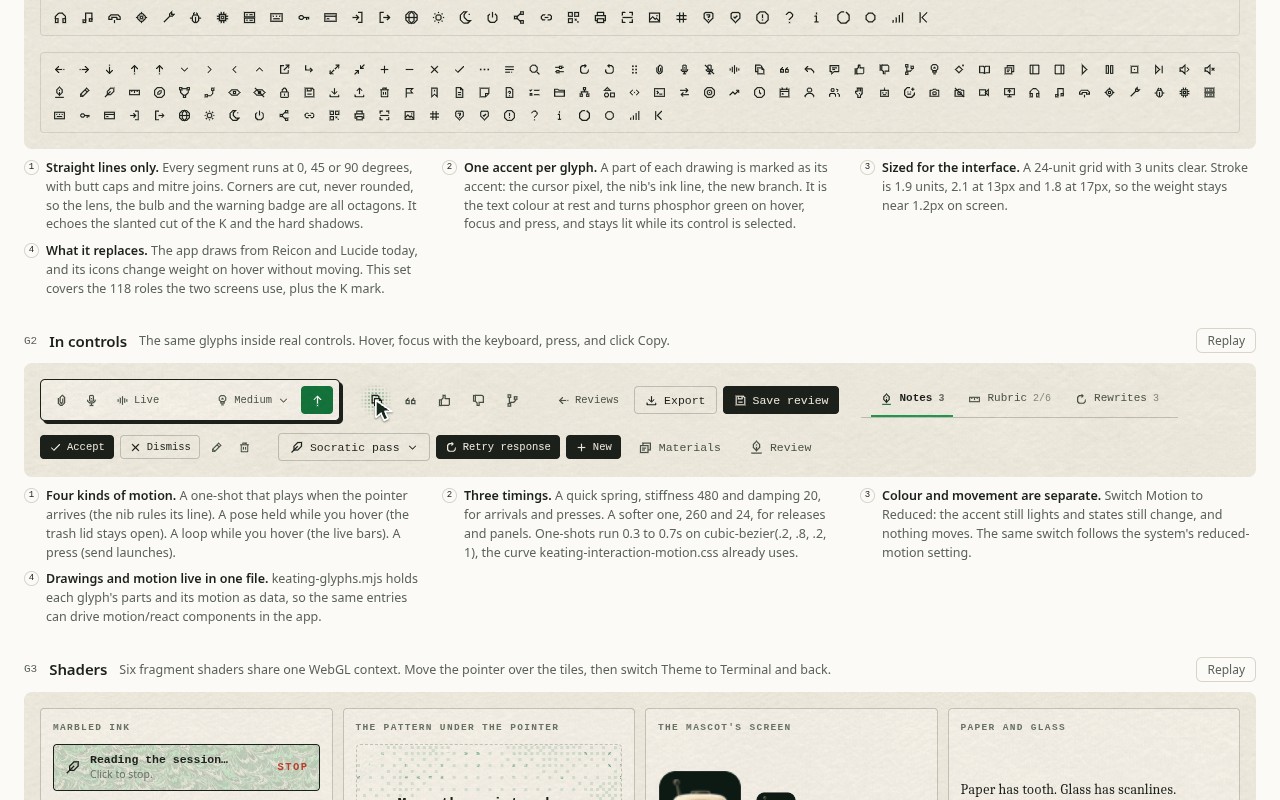 1 Straight lines only. Every segment runs at 0, 45 or 90 degrees,
with butt caps and mitre joins. Corners are cut, never rounded,
so the lens, the bulb and the warning badge are all octagons. It
echoes the slanted cut of the K and the hard shadows.
2 One accent per glyph. A part of each drawing is marked as its
accent: the cursor pixel, the nib's ink line, the new branch. It is
the text colour at rest and turns phosphor green on hover,
focus and press, and stays lit while its control is selected.
3 Sized for the interface. A 24-unit grid with 3 units clear. Stroke
is 1.9 units, 2.1 at 13px and 1.8 at 17px, so the weight stays
near 1.2px on screen.
4 What it replaces. The app draws from Reicon and Lucide today,
and its icons change weight on hover without moving. This set
covers the 118 roles the two screens use, plus the K mark.
G2 In controls The same glyphs inside real controls. Hover, focus with the keyboard, press, and click Copy. Replay
Live Medium Reviews Export Save review Notes 3 Rubric 2/6 Rewrites 3
Accept Dismiss Socratic pass Retry response New Materials Review
1 Four kinds of motion. A one-shot that plays when the pointer
arrives (the nib rules its line). A pose held while you hover (the
trash lid stays open). A loop while you hover (the live bars). A
press (send launches).
2 Three timings. A quick spring, stiffness 480 and damping 20,
for arrivals and presses. A softer one, 260 and 24, for releases
and panels. One-shots run 0.3 to 0.7s on cubic-bezier(.2, .8, .2,
1), the curve keating-interaction-motion.css already uses.
3 Colour and movement are separate. Switch Motion to
Reduced: the accent still lights and states still change, and
nothing moves. The same switch follows the system's reduced-
motion setting.
4 Drawings and motion live in one file. keating-glyphs.mjs holds
each glyph's parts and its motion as data, so the same entries
can drive motion/react components in the app.
G3 Shaders Six fragment shaders share one WebGL context. Move the pointer over the tiles, then switch Theme to Terminal and back. Replay
MARBLED INK
Reading the session… STOP
Click to stop.
THE PATTERN UNDER THE POINTER
THE MASCOT'S SCREEN
PAPER AND GLASS
Paper has tooth. Glass has scanlines.